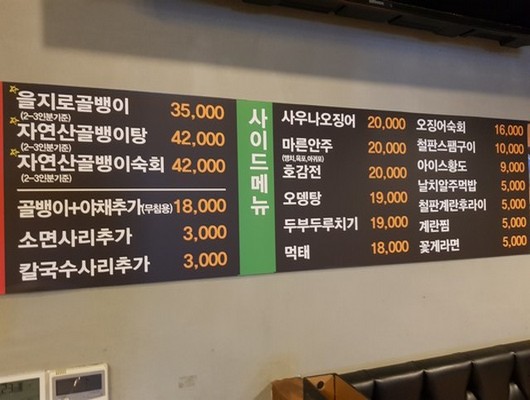 을지로골뱅이 35,000
(2-3인분기준)
자연산골뱅이탕 42,000
(2-3인분기준)
자연산골뱅이숙회 42,000
(2-3인분기준)
골뱅이+야채추가(무침용) 18,000
소면사리추가 3,000
칼국수사리추가 3,000
사이드메뉴
사우나오징어 20,000
마른안주 20,000
호감전 20,000
오뎅탕 19,000
두부두루치기 19,000
먹태 18,000
오징어숙회 16,000
철판스팸구이 10,000
아이스황도 9,000
날치알주먹밥 5,000
철판계란후라이 5,000
계란찜 5,000
꽃게라면 5,000